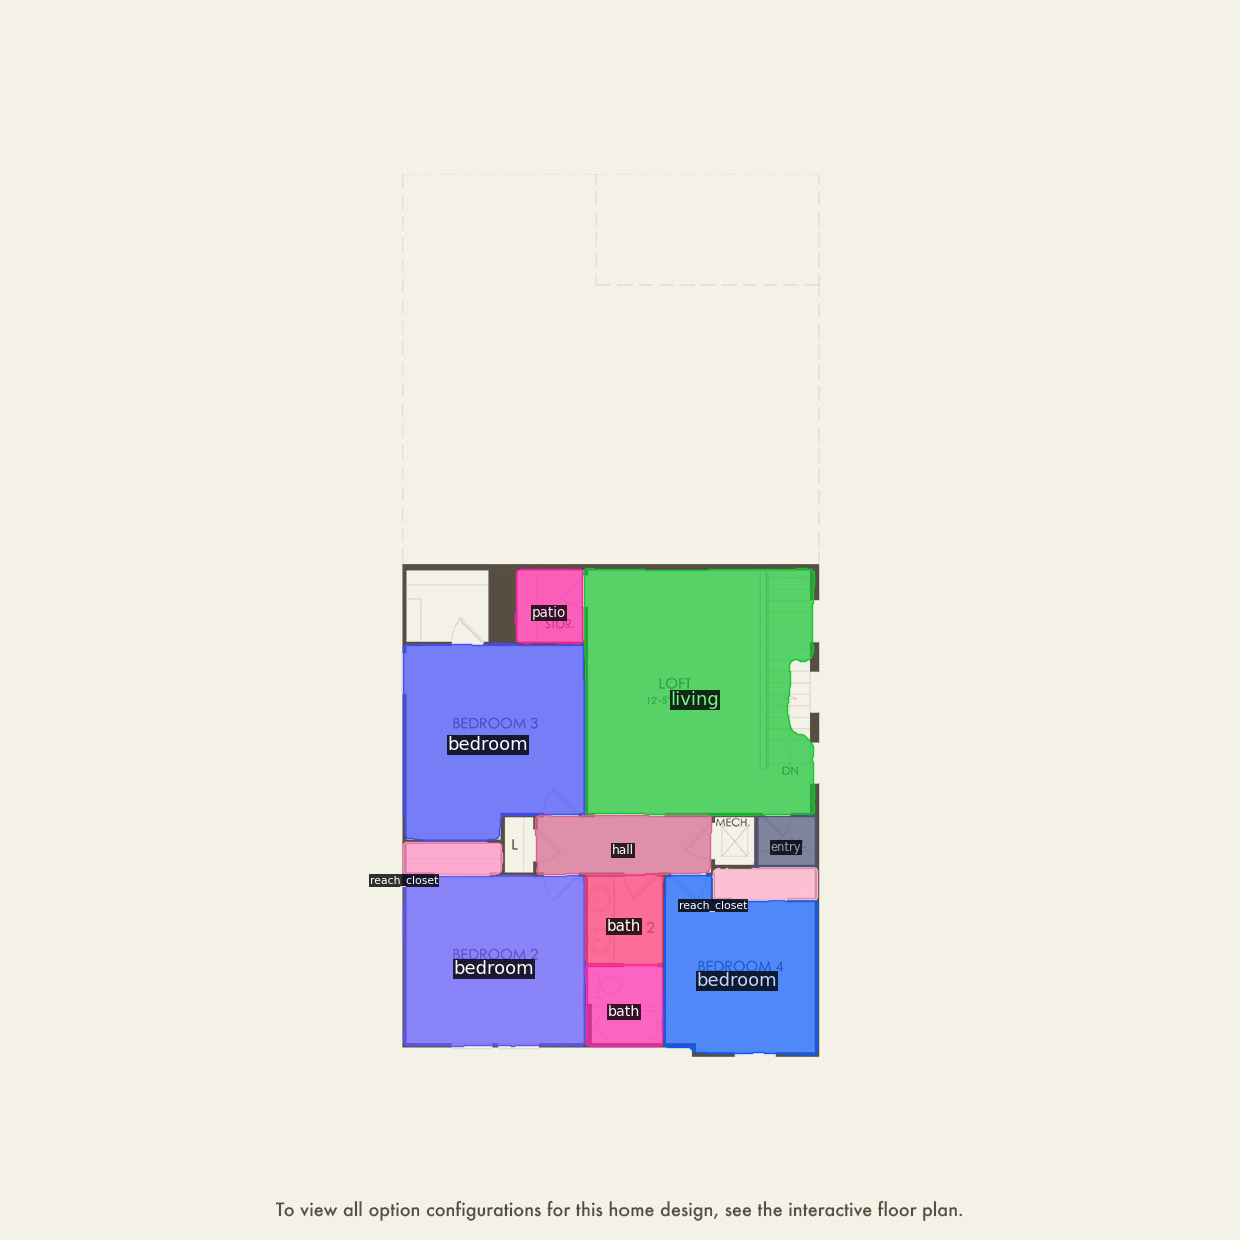 patio
STOR.
LOFT
12'-5"
living
BEDROOM 3
bedroom
DN
MECH.
L
hall
entry
reach_closet
reach_closet
bath 2
BEDROOM 2
bedroom
BEDROOM 4
bedroom
bath
To view all option configurations for this home design, see the interactive floor plan.